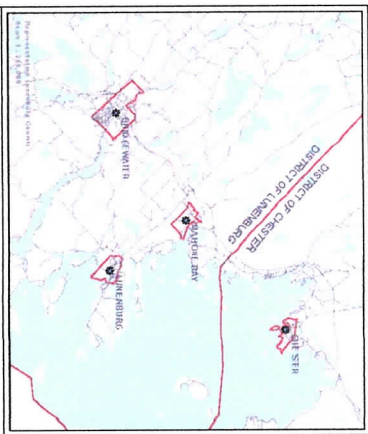 DISTRICT OF LUNENBURG
DISTRICT OF CHESTER
BRIDGEWATER
MAHONE BAY
LUNENBURG
CHESTER